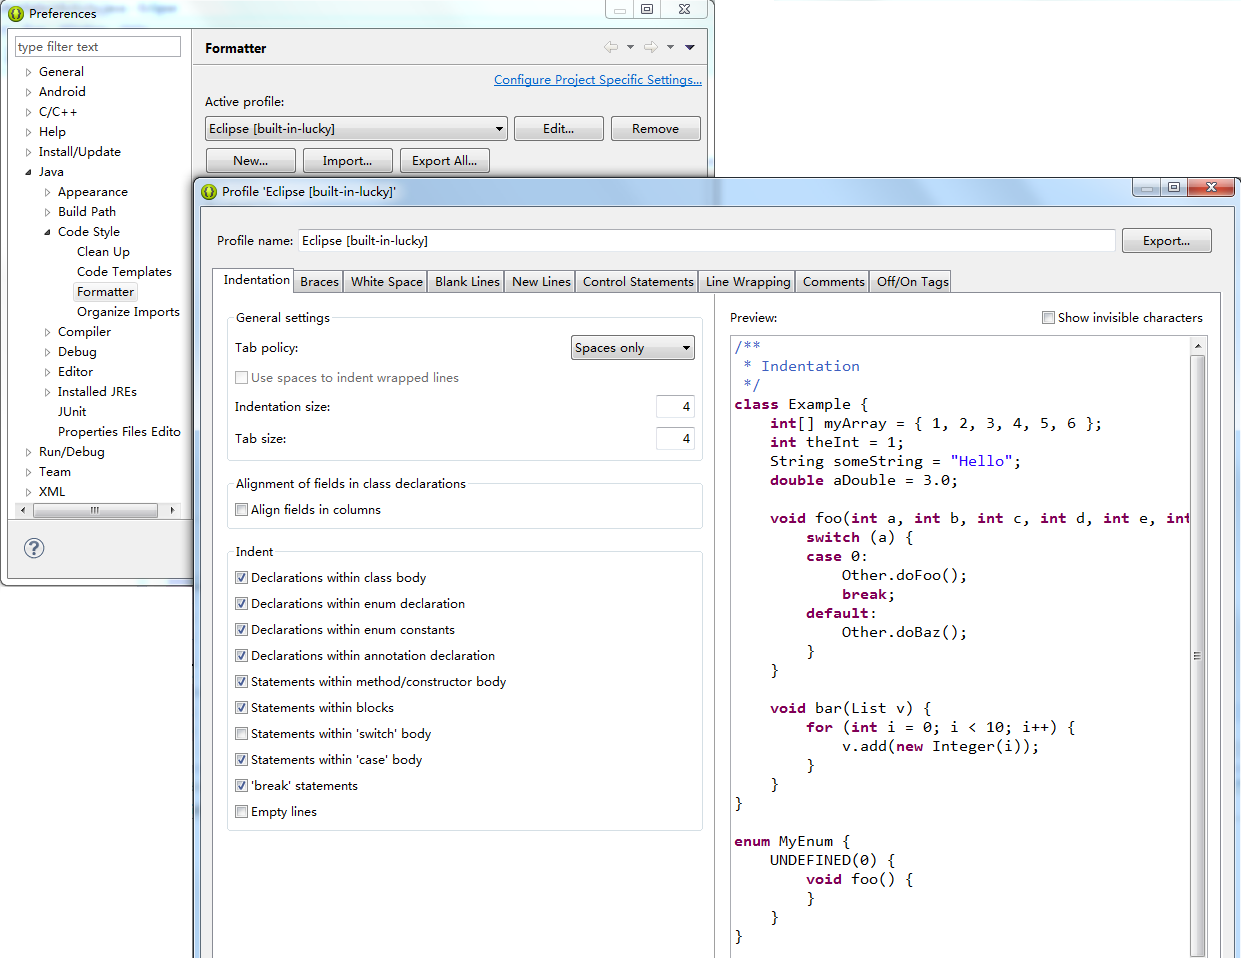 Preferences
type filter text
General
Android
C/C++
Help
Install/Update
Java
Appearance
Build Path
Code Style
Clean Up
Code Templates
Formatter
Organize Imports
Compiler
Debug
Editor
Installed JREs
JUnit
Properties Files Edito
Run/Debug
Team
XML
Formatter
Configure Project Specific Settings...
Active profile:
Eclipse [built-in-lucky]
Edit...
Remove
New...
Import...
Export All...
Profile 'Eclipse [built-in-lucky]'
Profile name:
Eclipse [built-in-lucky]
Export...
Indentation
Braces
White Space
Blank Lines
New Lines
Control Statements
Line Wrapping
Comments
Off/On Tags
General settings
Tab policy:
Spaces only
Use spaces to indent wrapped lines
Indentation size:
4
Tab size:
4
Alignment of fields in class declarations
Align fields in columns
Indent
Declarations within class body
Declarations within enum declaration
Declarations within enum constants
Declarations within annotation declaration
Statements within method/constructor body
Statements within blocks
Statements within 'switch' body
Statements within 'case' body
'break' statements
Empty lines
Preview:
Show invisible characters
/**
 * Indentation
 */
class Example {
    int[] myArray = { 1, 2, 3, 4, 5, 6 };
    int theInt = 1;
    String someString = "Hello";
    double aDouble = 3.0;
    void foo(int a, int b, int c, int d, int e, int
        switch (a) {
        case 0:
            Other.doFoo();
            break;
        default:
            Other.doBaz();
        }
    }
    void bar(List v) {
        for (int i = 0; i < 10; i++) {
            v.add(new Integer(i));
        }
    }
}
enum MyEnum {
    UNDEFINED(0) {
        void foo() {
        }
    }
}